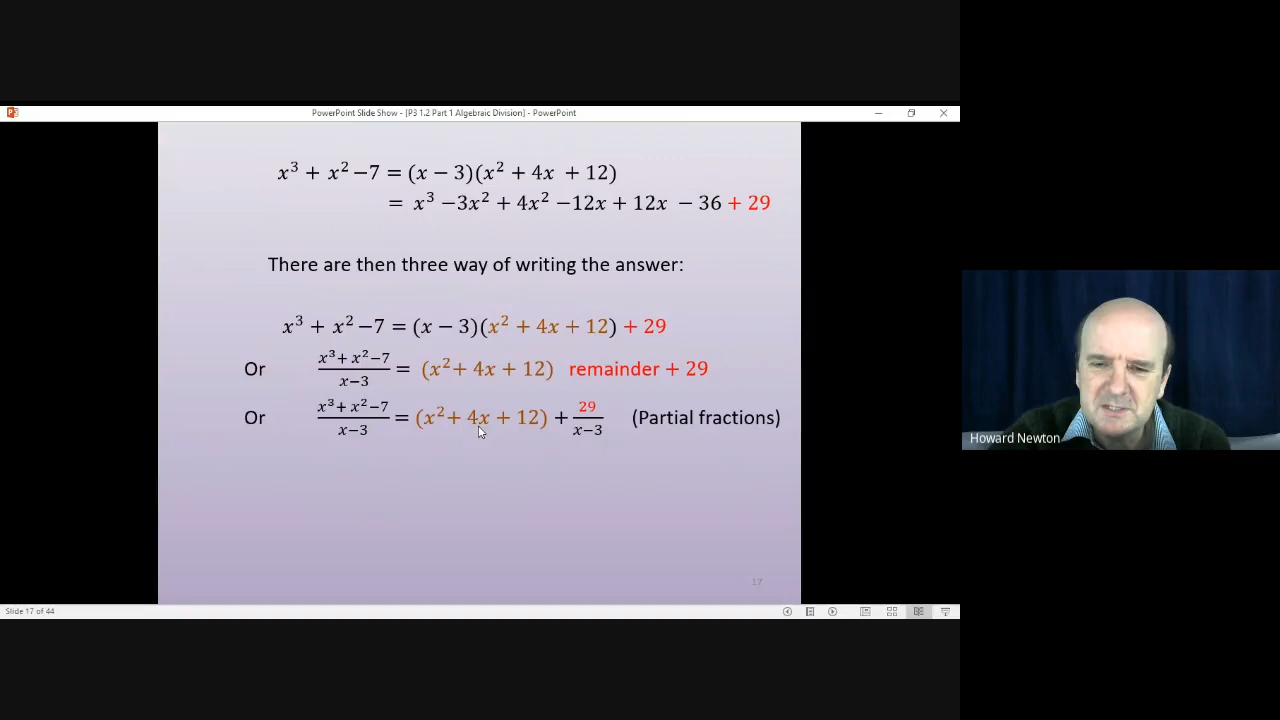 PowerPoint Slide Show - [P3 1.2 Part 1 Algebraic Division] - PowerPoint
x³ + x² −7 = (x − 3)(x² + 4x + 12)
= x³ −3x² + 4x² −12x + 12x − 36 + 29
There are then three way of writing the answer:
x³ + x² −7 = (x − 3)(x² + 4x + 12) + 29
Or (x³+ x²−7)/(x−3) = (x²+ 4x + 12) remainder + 29
Or (x³+ x²−7)/(x−3) = (x²+ 4x + 12) + 29/(x−3) (Partial fractions)
17
Slide 17 of 44
Howard Newton